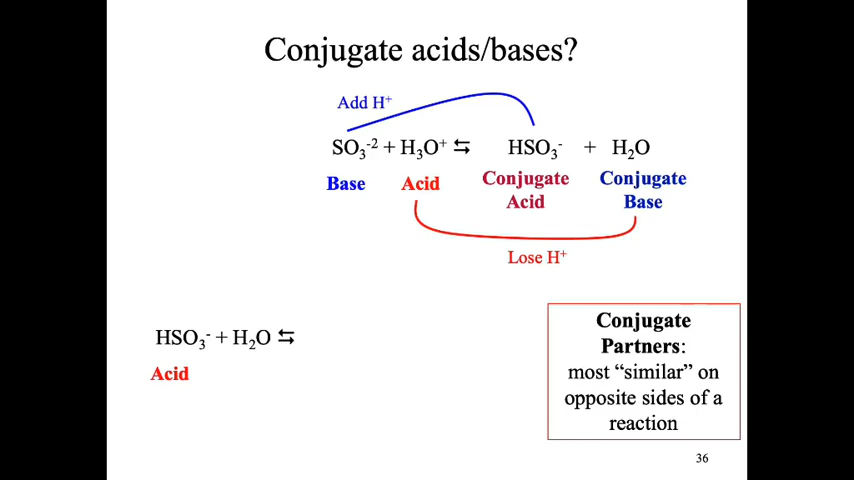 Conjugate acids/bases?
Add H⁺
SO₃⁻² + H₃O⁺ ⇆ HSO₃⁻ + H₂O
Base Acid Conjugate Acid Conjugate Base
Lose H⁺
HSO₃⁻ + H₂O ⇆
Acid
Conjugate
Partners:
most “similar” on
opposite sides of a
reaction
36